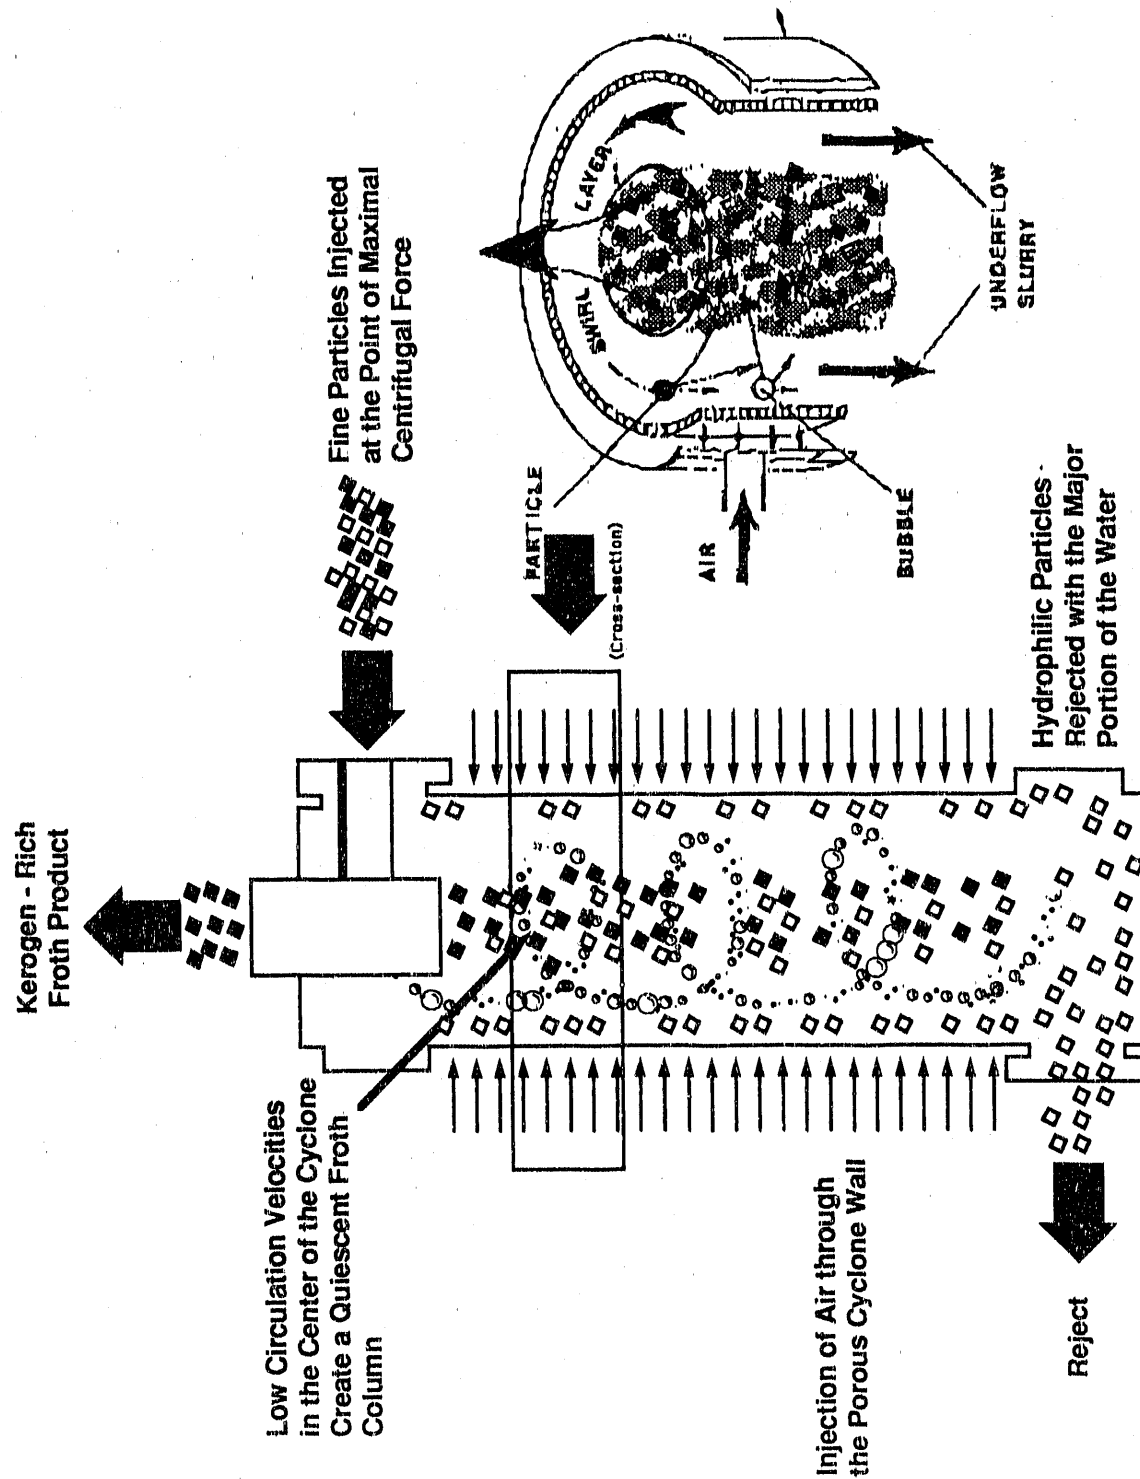 Kerogen - Rich
Froth Product
Fine Particles Injected
at the Point of Maximal
Centrifugal Force
Low Circulation Velocities
in the Center of the Cyclone
Create a Quiescent Froth
Column
Injection of Air through
the Porous Cyclone Wall
Reject
Hydrophilic Particles -
Rejected with the Major
Portion of the Water
(Cross-section)
PARTICLE
AIR
BUBBLE
SWIRL
LAYER
UNDERFLOW
SLURRY